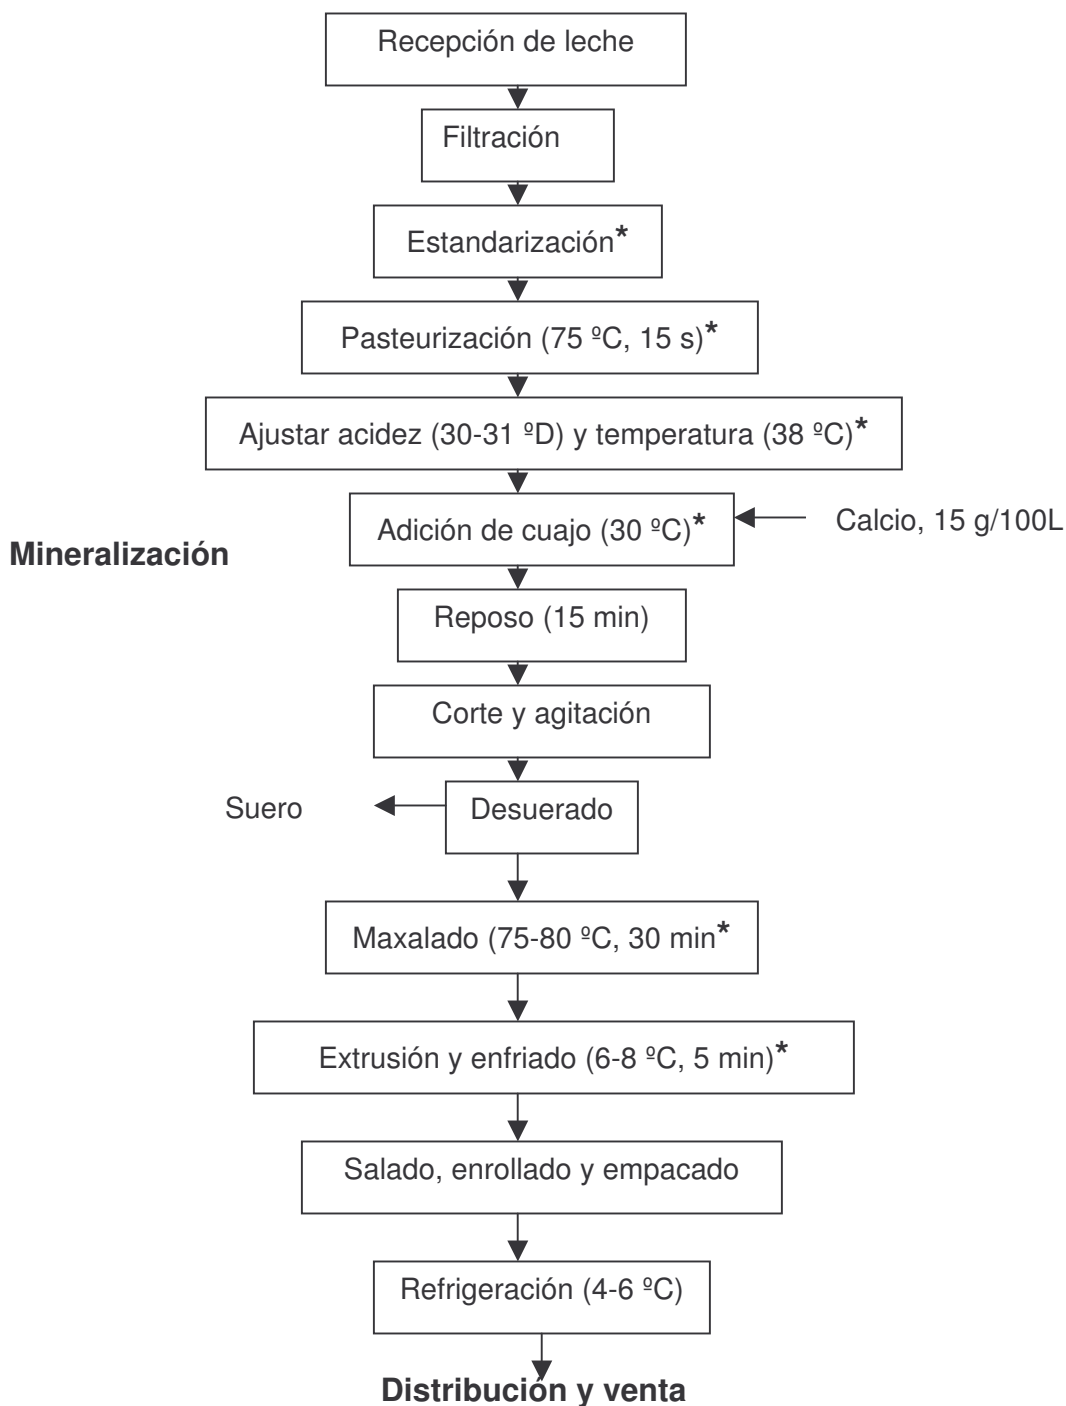 Recepción de leche
Filtración
Estandarización*
Pasteurización (75 ºC, 15 s)*
Ajustar acidez (30-31 ºD) y temperatura (38 ºC)*
Adición de cuajo (30 ºC)*
Calcio, 15 g/100L
Mineralización
Reposo (15 min)
Corte y agitación
Suero
Desuerado
Maxalado (75-80 ºC, 30 min*
Extrusión y enfriado (6-8 ºC, 5 min)*
Salado, enrollado y empacado
Refrigeración (4-6 ºC)
Distribución y venta